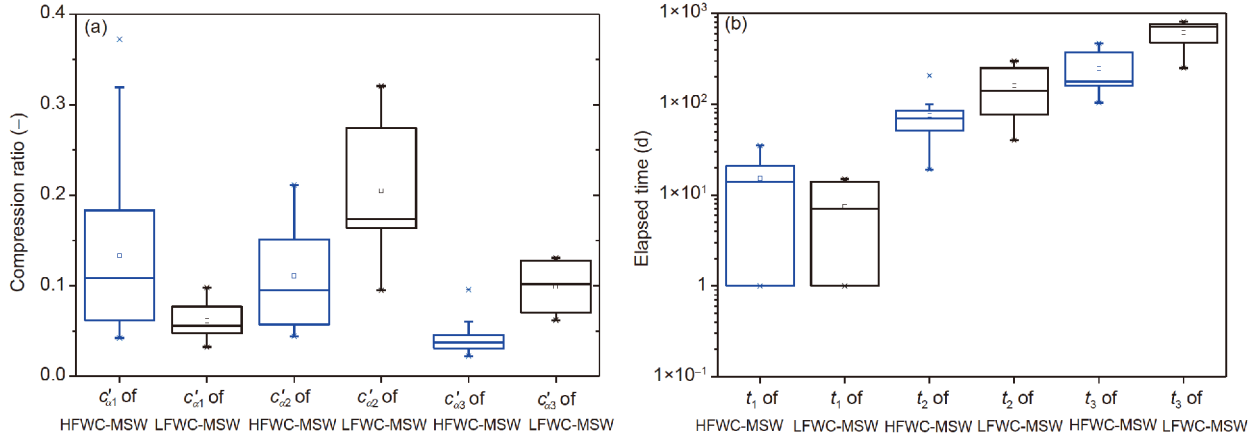 (a)
Compression ratio (−)
0.4
0.3
0.2
0.1
0.0
c′α1 of
HFWC-MSW
c′α1 of
LFWC-MSW
c′α2 of
HFWC-MSW
c′α2 of
LFWC-MSW
c′α3 of
HFWC-MSW
c′α3 of
LFWC-MSW
(b)
Elapsed time (d)
1×10³
1×10²
1×10¹
1
1×10⁻¹
t₁ of
HFWC-MSW
t₁ of
LFWC-MSW
t₂ of
HFWC-MSW
t₂ of
LFWC-MSW
t₃ of
HFWC-MSW
t₃ of
LFWC-MSW